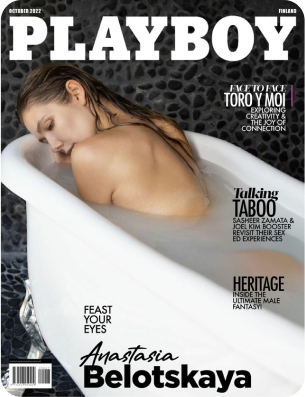 OCTOBER 2022
FINLAND
PLAYBOY
FACE TO FACE
TORO Y MOI
EXPLORING
CREATIVITY &
THE JOY OF
CONNECTION
Talking
TABOO
SASHEER ZAMATA &
JOEL KIM BOOSTER
REVISIT THEIR SEX
ED EXPERIENCES
HERITAGE
INSIDE THE
ULTIMATE MALE
FANTASY!
FEAST
YOUR
EYES
Anastasia
Belotskaya